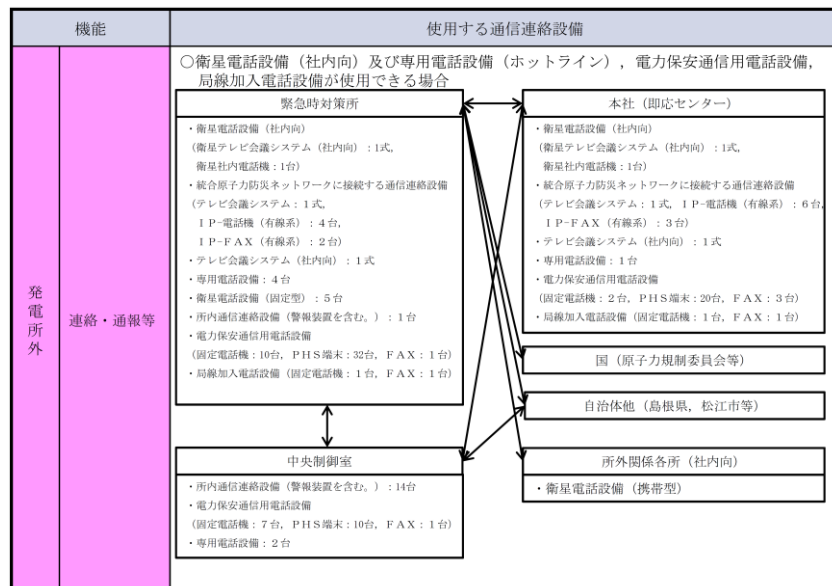 機能
使用する通信連絡設備
発電所外
連絡・通報等
○衛星電話設備（社内向）及び専用電話設備（ホットライン），電力保安通信用電話設備，
局線加入電話設備が使用できる場合
緊急時対策所
・衛星電話設備（社内向）
（衛星テレビ会議システム（社内向）：1式，
衛星社内電話機：1台）
・統合原子力防災ネットワークに接続する通信連絡設備
（テレビ会議システム：１式，
ＩＰ-電話機（有線系）：４台，
ＩＰ-ＦＡＸ（有線系）：２台）
・テレビ会議システム（社内向）：１式
・専用電話設備：４台
・衛星電話設備（固定型）：５台
・所内通信連絡設備（警報装置を含む。）：１台
・電力保安通信用電話設備
（固定電話機：10台，ＰＨＳ端末：32台，ＦＡＸ：１台）
・局線加入電話設備（固定電話機：１台，ＦＡＸ：１台）
中央制御室
・所内通信連絡設備（警報装置を含む。）：14台
・電力保安通信用電話設備
（固定電話機：７台，ＰＨＳ端末：10台，ＦＡＸ：１台）
・専用電話設備：２台
本社（即応センター）
・衛星電話設備（社内向）
（衛星テレビ会議システム（社内向）：1式，
衛星社内電話機：1台）
・統合原子力防災ネットワークに接続する通信連絡設備
（テレビ会議システム：１式，ＩＰ-電話機（有線系）：６台，
ＩＰ-ＦＡＸ（有線系）：３台）
・テレビ会議システム（社内向）：１式
・専用電話設備：１台
・電力保安通信用電話設備
（固定電話機：２台，ＰＨＳ端末：20台，ＦＡＸ：３台）
・局線加入電話設備（固定電話機：１台，ＦＡＸ：１台）
国（原子力規制委員会等）
自治体他（島根県，松江市等）
所外関係各所（社内向）
・衛星電話設備（携帯型）